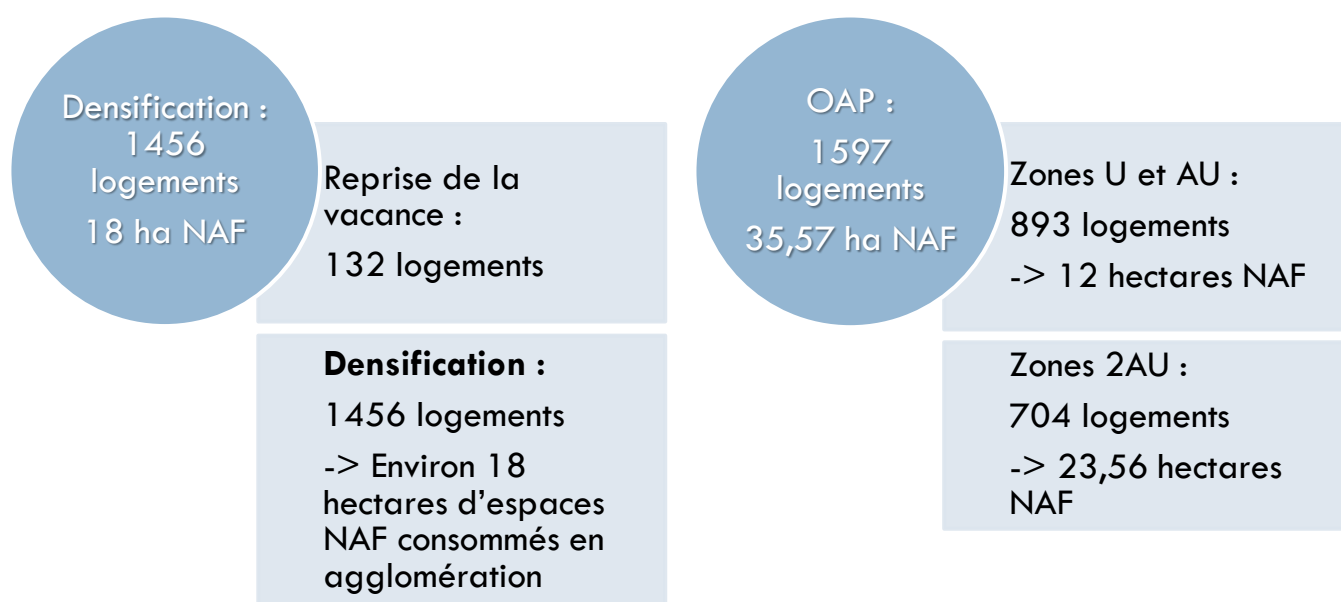 Densification :
1456
logements
18 ha NAF
Reprise de la
vacance :
132 logements
Densification :
1456 logements
-> Environ 18
hectares d’espaces
NAF consommés en
agglomération
OAP :
1597
logements
35,57 ha NAF
Zones U et AU :
893 logements
-> 12 hectares NAF
Zones 2AU :
704 logements
-> 23,56 hectares
NAF